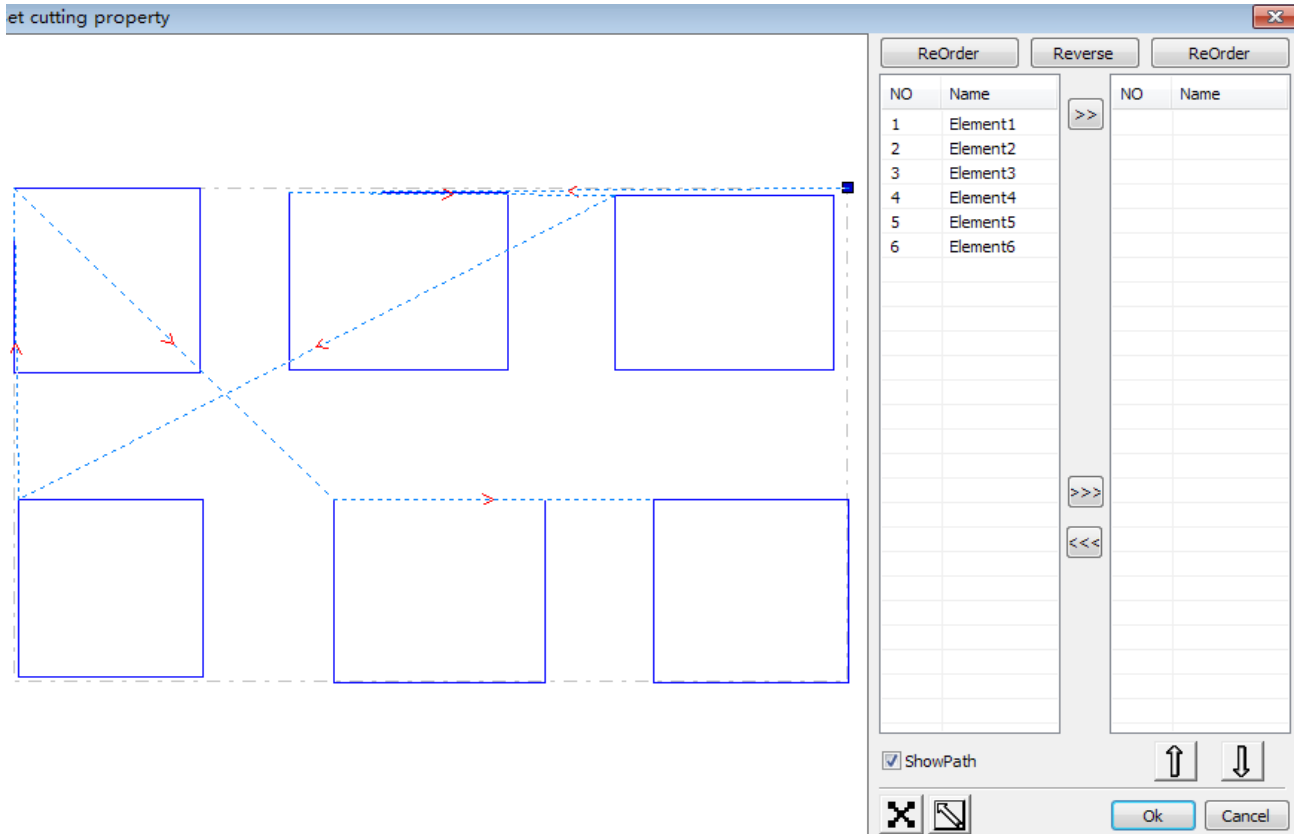 et cutting property
ReOrder Reverse ReOrder
NO Name >> NO Name
1 Element1
2 Element2
3 Element3
4 Element4
5 Element5
6 Element6
>>>
<<<
ShowPath
Ok Cancel